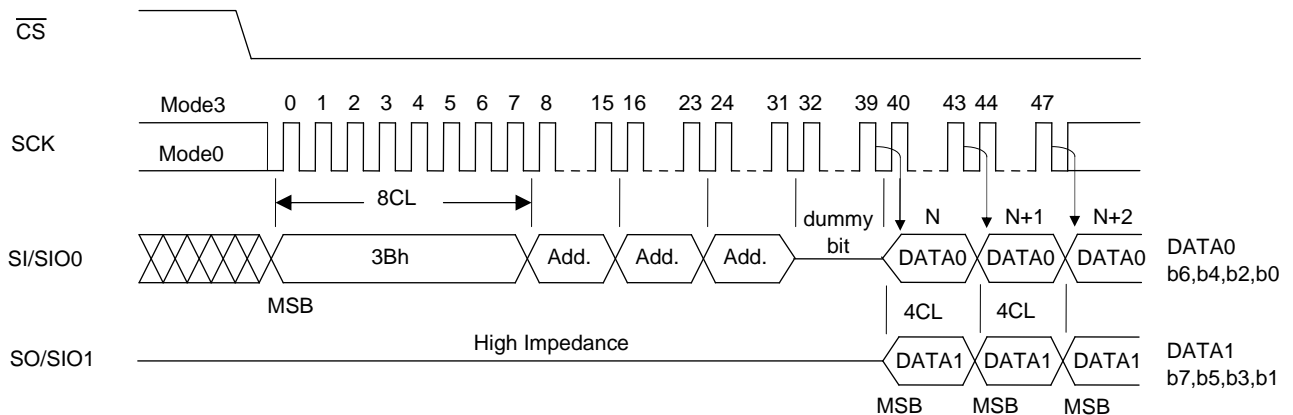 CS
Mode3 0 1 2 3 4 5 6 7 8 15 16 23 24 31 32 39 40 43 44 47
SCK
Mode0
8CL
dummy bit
N N+1 N+2
SI/SIO0
3Bh Add. Add. Add. DATA0 DATA0 DATA0
DATA0
b6,b4,b2,b0
MSB
4CL 4CL
High Impedance
SO/SIO1
DATA1 DATA1 DATA1
DATA1
b7,b5,b3,b1
MSB MSB MSB